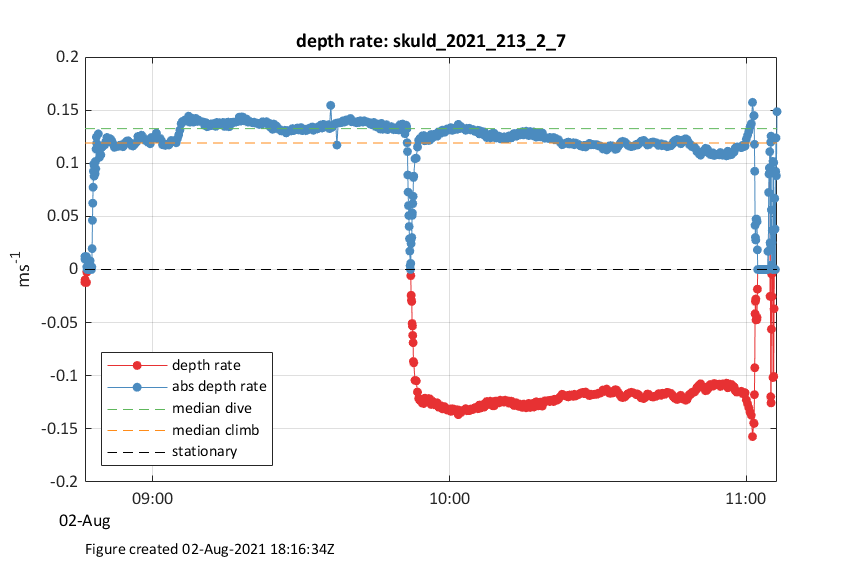 depth rate: skuld_2021_213_2_7
0.2
0.15
0.1
0.05
0
-0.05
-0.1
-0.15
-0.2
ms-1
depth rate
abs depth rate
median dive
median climb
stationary
09:00
10:00
11:00
02-Aug
Figure created 02-Aug-2021 18:16:34Z